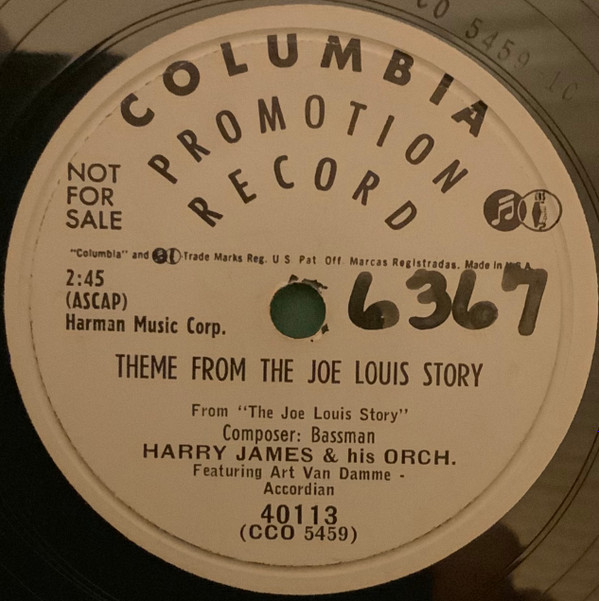 CO 5459 1C
COLUMBIA
PROMOTION
RECORD
NOT
FOR
SALE
"Columbia" and Trade Marks Reg. U S Pat Off Marcas Registradas. Made in U.S.A.
2:45
(ASCAP)
Harman Music Corp.
6367
THEME FROM THE JOE LOUIS STORY
From "The Joe Louis Story"
Composer: Bassman
HARRY JAMES & his ORCH.
Featuring Art Van Damme -
Accordian
40113
(CCO 5459)